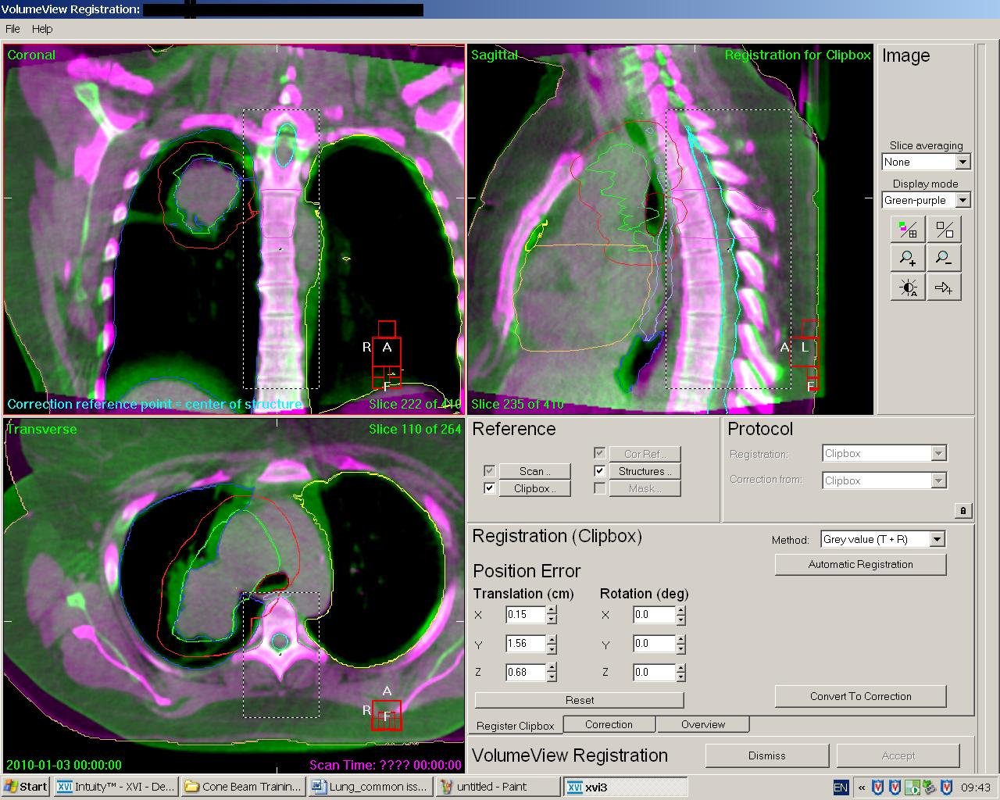 VolumeView Registration:
File Help
Coronal
Sagittal
Registration for Clipbox
Image
Slice averaging
None
Display mode
Green-purple
R A
F
A L
F
Correction reference point = center of structure
Slice 222 of 410
Slice 235 of 410
Transverse
Slice 110 of 264
Reference
Scan ..
Clipbox ..
Cor Ref ..
Structures ..
Mask ..
Protocol
Registration: Clipbox
Correction from: Clipbox
Registration (Clipbox)
Method: Grey value (T + R)
Automatic Registration
Position Error
Translation (cm) Rotation (deg)
X 0.15 X 0.0
Y 1.56 Y 0.0
Z 0.68 Z 0.0
Reset
Convert To Correction
Register Clipbox Correction Overview
A
R F
2010-01-03 00:00:00
Scan Time: ???? 00:00:00
VolumeView Registration
Dismiss Accept
Start Intuity™ - XVI - De... Cone Beam Trainin... Lung_common iss... untitled - Paint xvi3 EN « 09:43